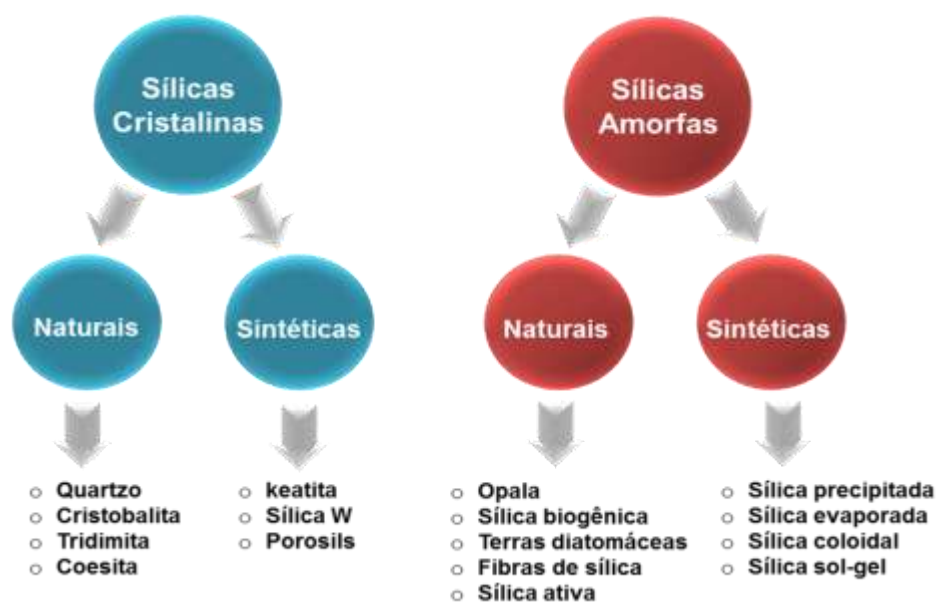 Sílicas
Cristalinas
Sílicas
Amorfas
Naturais
Sintéticas
Naturais
Sintéticas
o Quartzo
o Cristobalita
o Tridimita
o Coesita
o keatita
o Sílica W
o Porosils
o Opala
o Sílica biogênica
o Terras diatomáceas
o Fibras de sílica
o Sílica ativa
o Sílica precipitada
o Sílica evaporada
o Sílica coloidal
o Sílica sol-gel